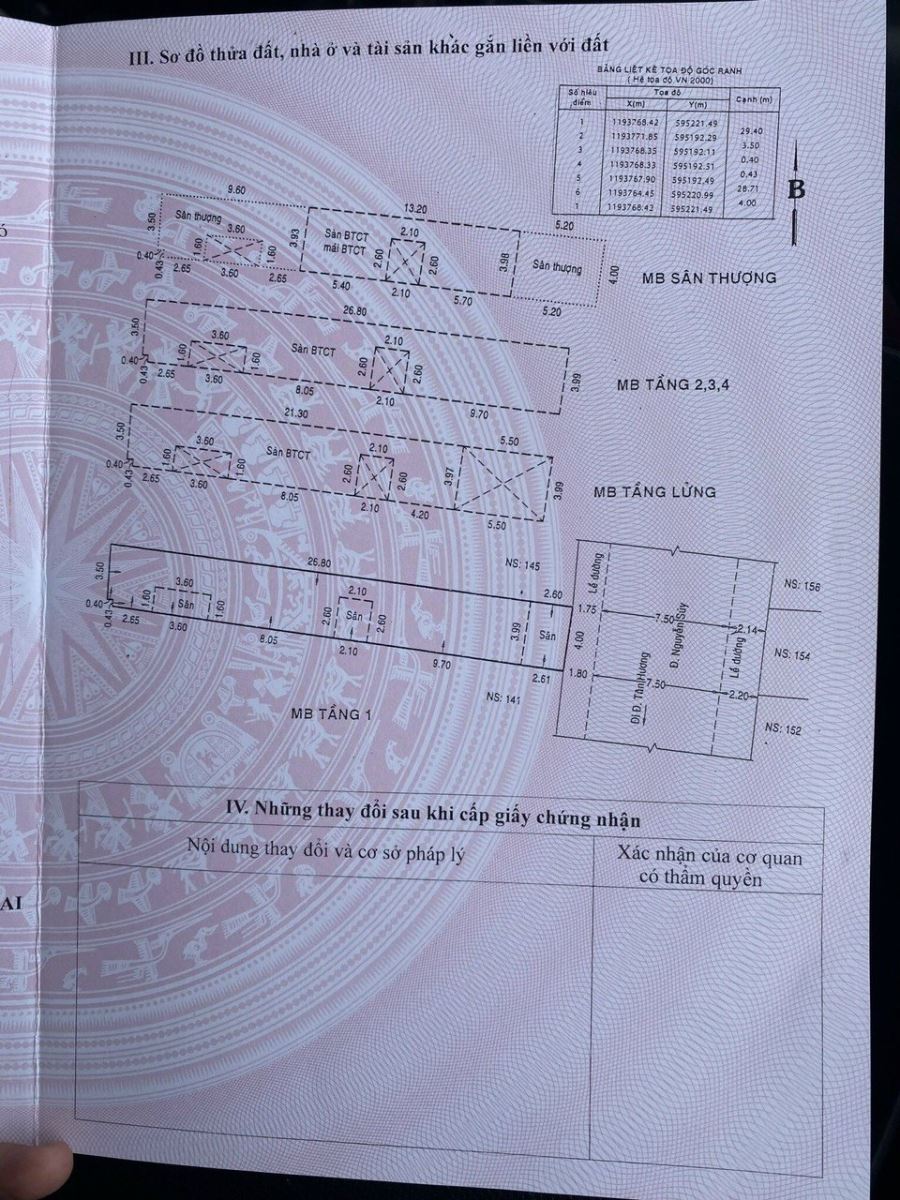 III. Sơ đồ thửa đất, nhà ở và tài sản khác gắn liền với đất
BẢNG LIỆT KÊ TỌA ĐỘ GÓC RANH
( Hệ tọa độ VN 2000)
Số hiệu điểm Tọa độ Cạnh (m)
X(m) Y(m)
1 1193768.42 595221.49
29.40
2 1193771.85 595192.29
3.50
3 1193768.35 595192.11
0.40
4 1193768.33 595192.51
0.43
5 1193767.90 595192.49
28.71
6 1193764.45 595220.99
4.00
1 1193768.42 595221.49
B
9.60
13.20
5.20
3.50
Sân thượng
3.60
1.60
1.60
3.93
Sàn BTCT
mái BTCT
2.10
2.60
2.60
3.98
Sân thượng
4.00
0.40
0.43
2.65
3.60
2.65
5.40
2.10
5.70
5.20
MB SÂN THƯỢNG
26.80
3.50
3.60
1.60
1.60
Sàn BTCT
2.10
2.60
2.60
3.99
0.40
0.43
2.65
3.60
8.05
2.10
9.70
MB TẦNG 2,3,4
21.30
5.50
3.50
3.60
1.60
1.60
Sàn BTCT
2.10
2.60
2.60
3.97
3.99
0.40
0.43
2.65
3.60
8.05
2.10
4.20
5.50
MB TẦNG LỬNG
26.80
NS: 145
2.60
3.50
3.60
1.60
Sân
1.60
2.10
2.60
Sân
2.60
3.99
Sân
4.00
0.40
0.43
2.65
3.60
8.05
2.10
9.70
2.61
NS: 141
MB TẦNG 1
Lề đường
1.75
7.50
2.14
Đ. Nguyễn Súy
Lề đường
1.80
7.50
2.20
Đi Đ. Tân Hương
NS: 156
NS: 154
NS: 152
IV. Những thay đổi sau khi cấp giấy chứng nhận
Nội dung thay đổi và cơ sở pháp lý
Xác nhận của cơ quan
có thẩm quyền
AI